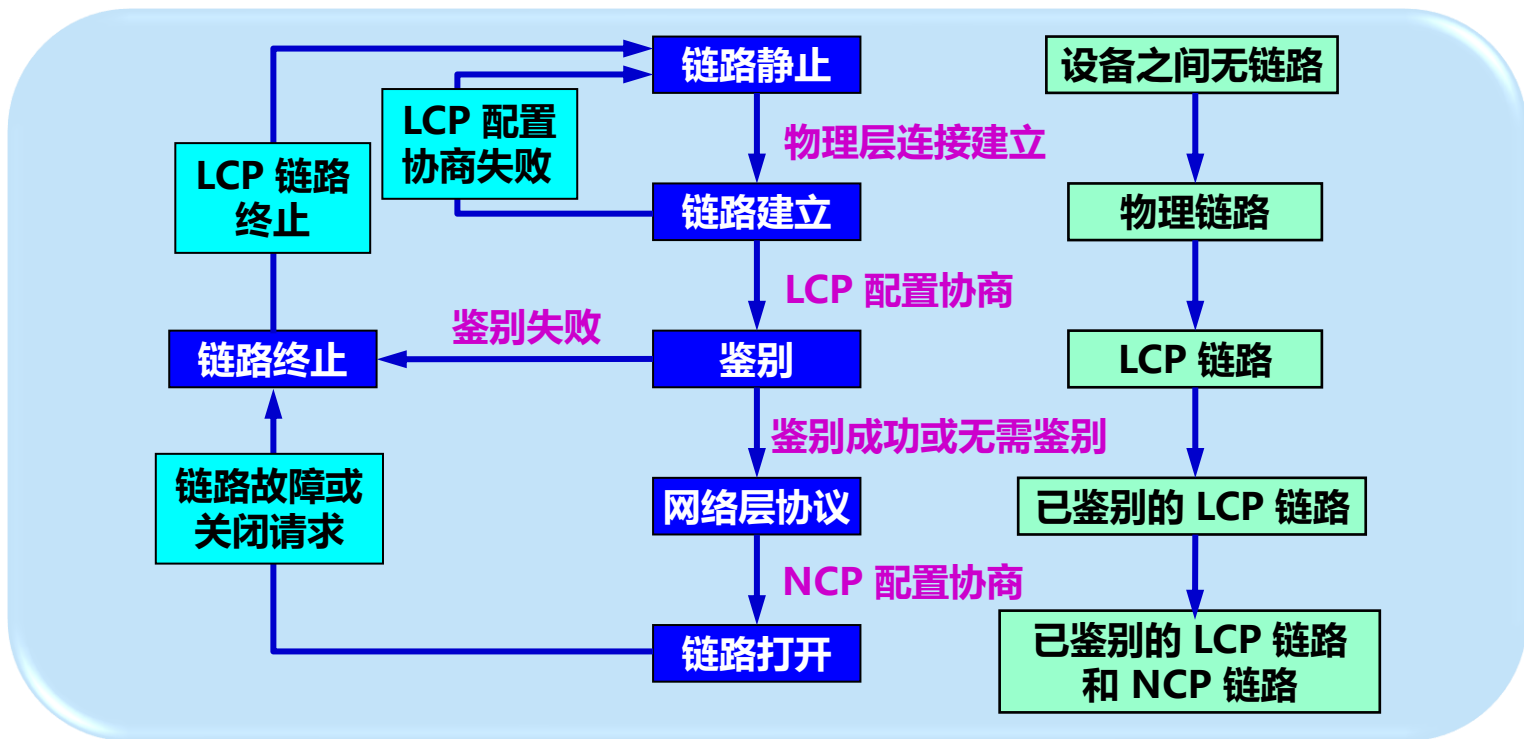 链路静止
设备之间无链路
LCP 配置
协商失败
物理层连接建立
LCP 链路
终止
链路建立
物理链路
LCP 配置协商
鉴别失败
链路终止
鉴别
LCP 链路
鉴别成功或无需鉴别
链路故障或
关闭请求
网络层协议
已鉴别的 LCP 链路
NCP 配置协商
链路打开
已鉴别的 LCP 链路
和 NCP 链路